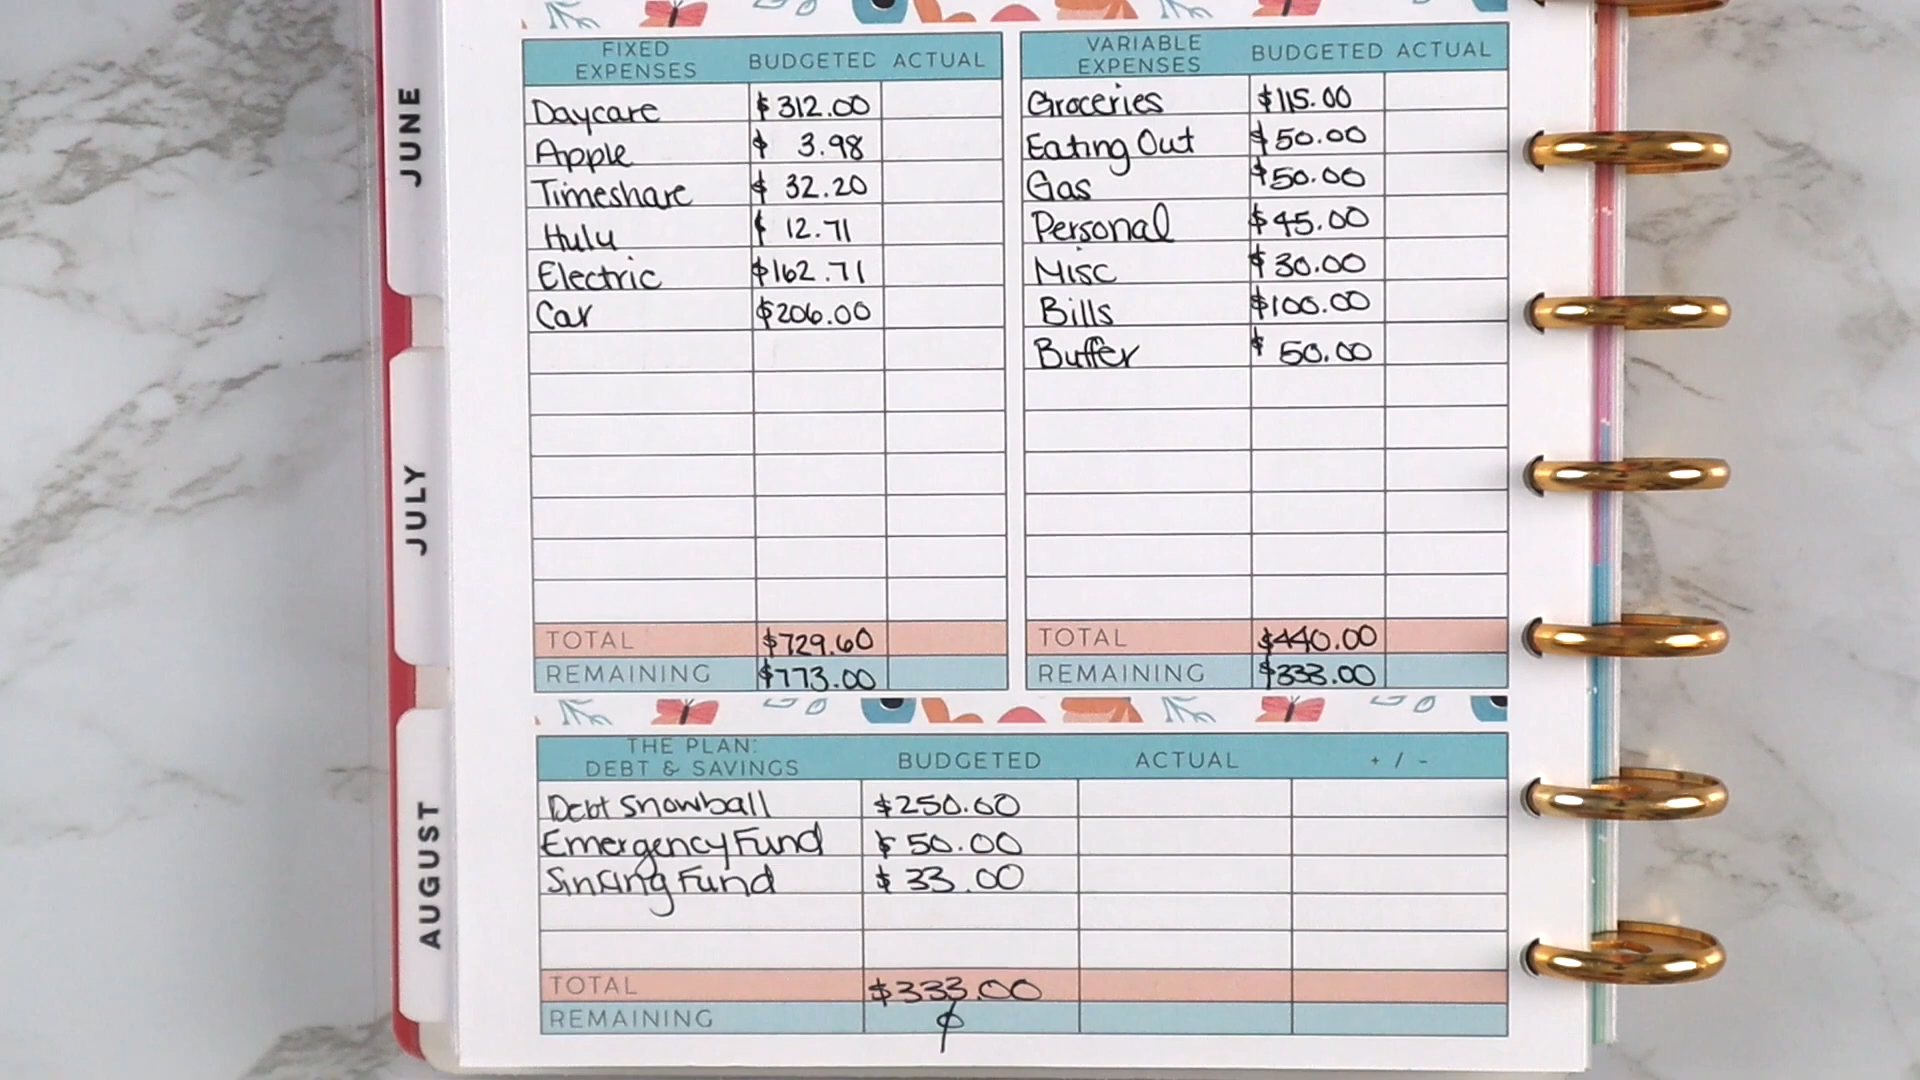 JUNE
JULY
AUGUST
FIXED EXPENSES BUDGETED ACTUAL
Daycare $312.00
Apple $ 3.98
Timeshare $ 32.20
Hulu $ 12.71
Electric $162.71
Car $206.00
TOTAL $729.60
REMAINING $773.00
VARIABLE EXPENSES BUDGETED ACTUAL
Groceries $115.00
Eating Out $50.00
Gas $50.00
Personal $45.00
Misc $30.00
Bills $100.00
Buffer $ 50.00
TOTAL $440.00
REMAINING $333.00
THE PLAN: DEBT & SAVINGS BUDGETED ACTUAL + / -
Debt Snowball $250.00
Emergency Fund $ 50.00
Sinking Fund $ 33.00
TOTAL $333.00
REMAINING ∅